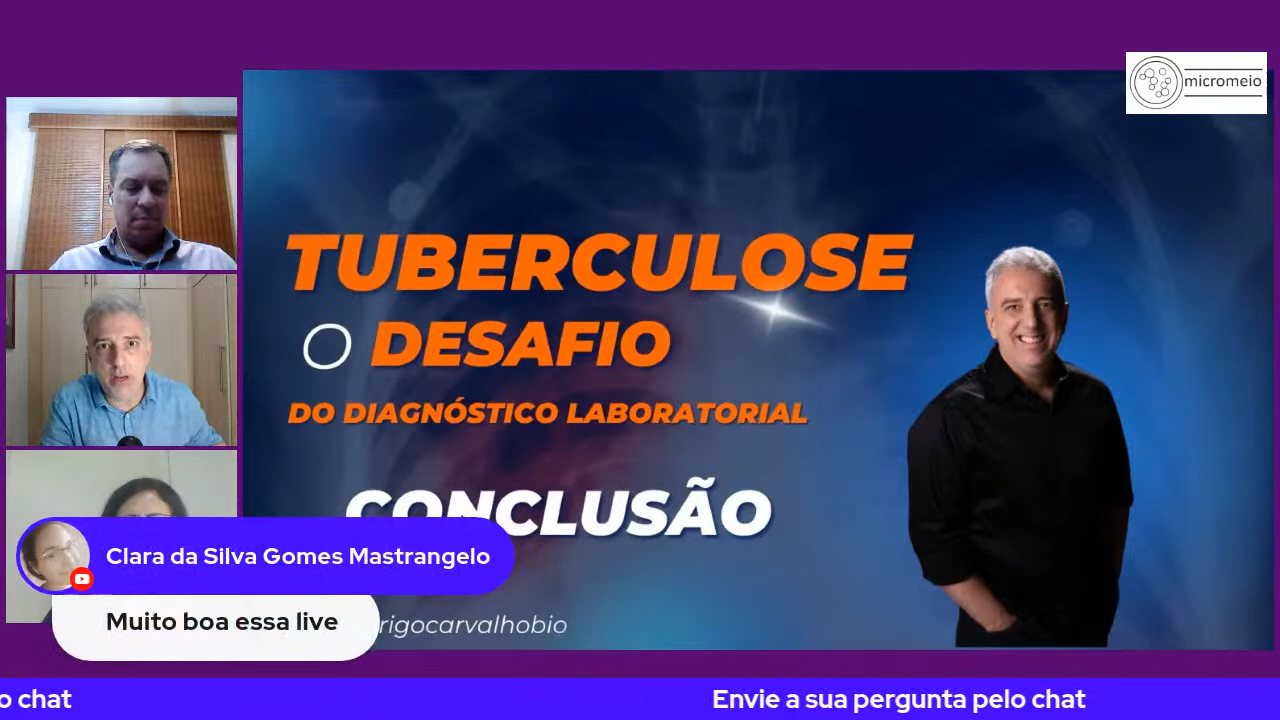 micromeio
TUBERCULOSE
O DESAFIO
DO DIAGNÓSTICO LABORATORIAL
CONCLUSÃO
Clara da Silva Gomes Mastrangelo
Muito boa essa live
rigocarvalhobio
o chat
Envie a sua pergunta pelo chat